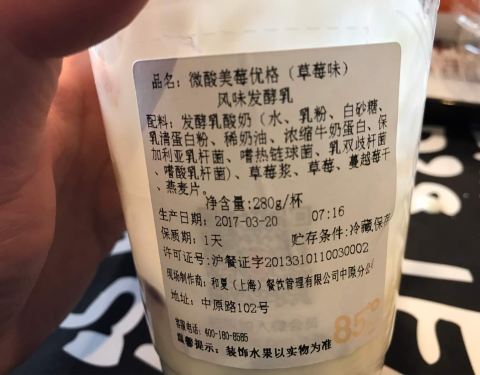 品名：微酸美莓优格（草莓味）
风味发酵乳
配料：发酵乳酸奶（水、乳粉、白砂糖、
乳清蛋白粉、稀奶油、浓缩牛奶蛋白、保
加利亚乳杆菌、嗜热链球菌、乳双歧杆菌
、嗜酸乳杆菌）、草莓浆、草莓、蔓越莓干
、燕麦片。
净含量:280g/杯
生产日期：2017-03-20 07:16
保质期：1天 贮存条件:冷藏保存
许可证号:沪餐证字2013310110030002
现场制作商：和夏（上海）餐饮管理有限公司中原分公
地址：中原路102号
客服电话:400-180-8585
温馨提示：装饰水果以实物为准
85°